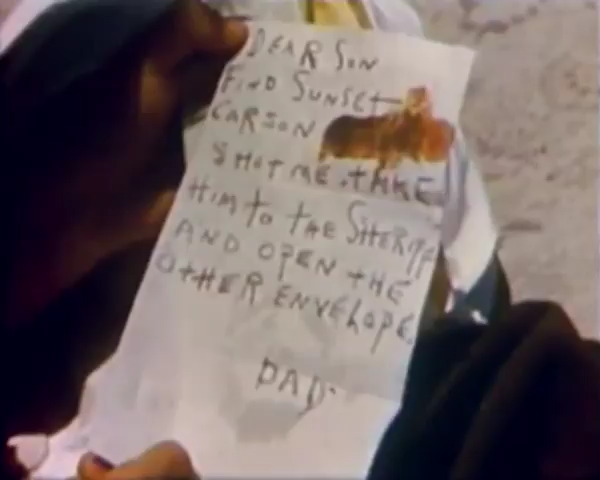 DEAR SON
FIND SUNSET
CARSON
SHOT ME. TAKE
HIM to tHE SHERIFF
AND OPEN tHE
OtHER ENVELOPE
DAD